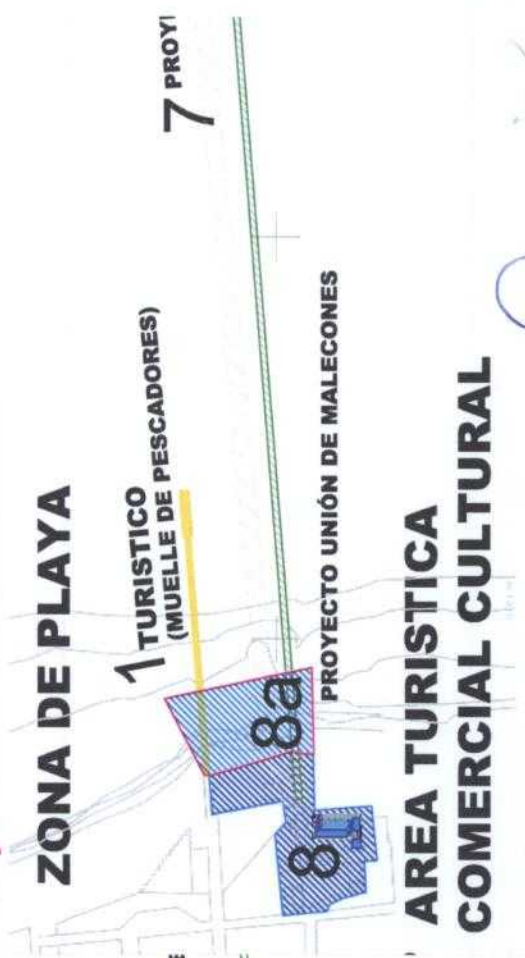 ZONA DE PLAYA
1 TURISTICO
(MUELLE DE PESCADORES)
7 PROY
8a
8
PROYECTO UNIÓN DE MALECONES
AREA TURISTICA
COMERCIAL CULTURAL